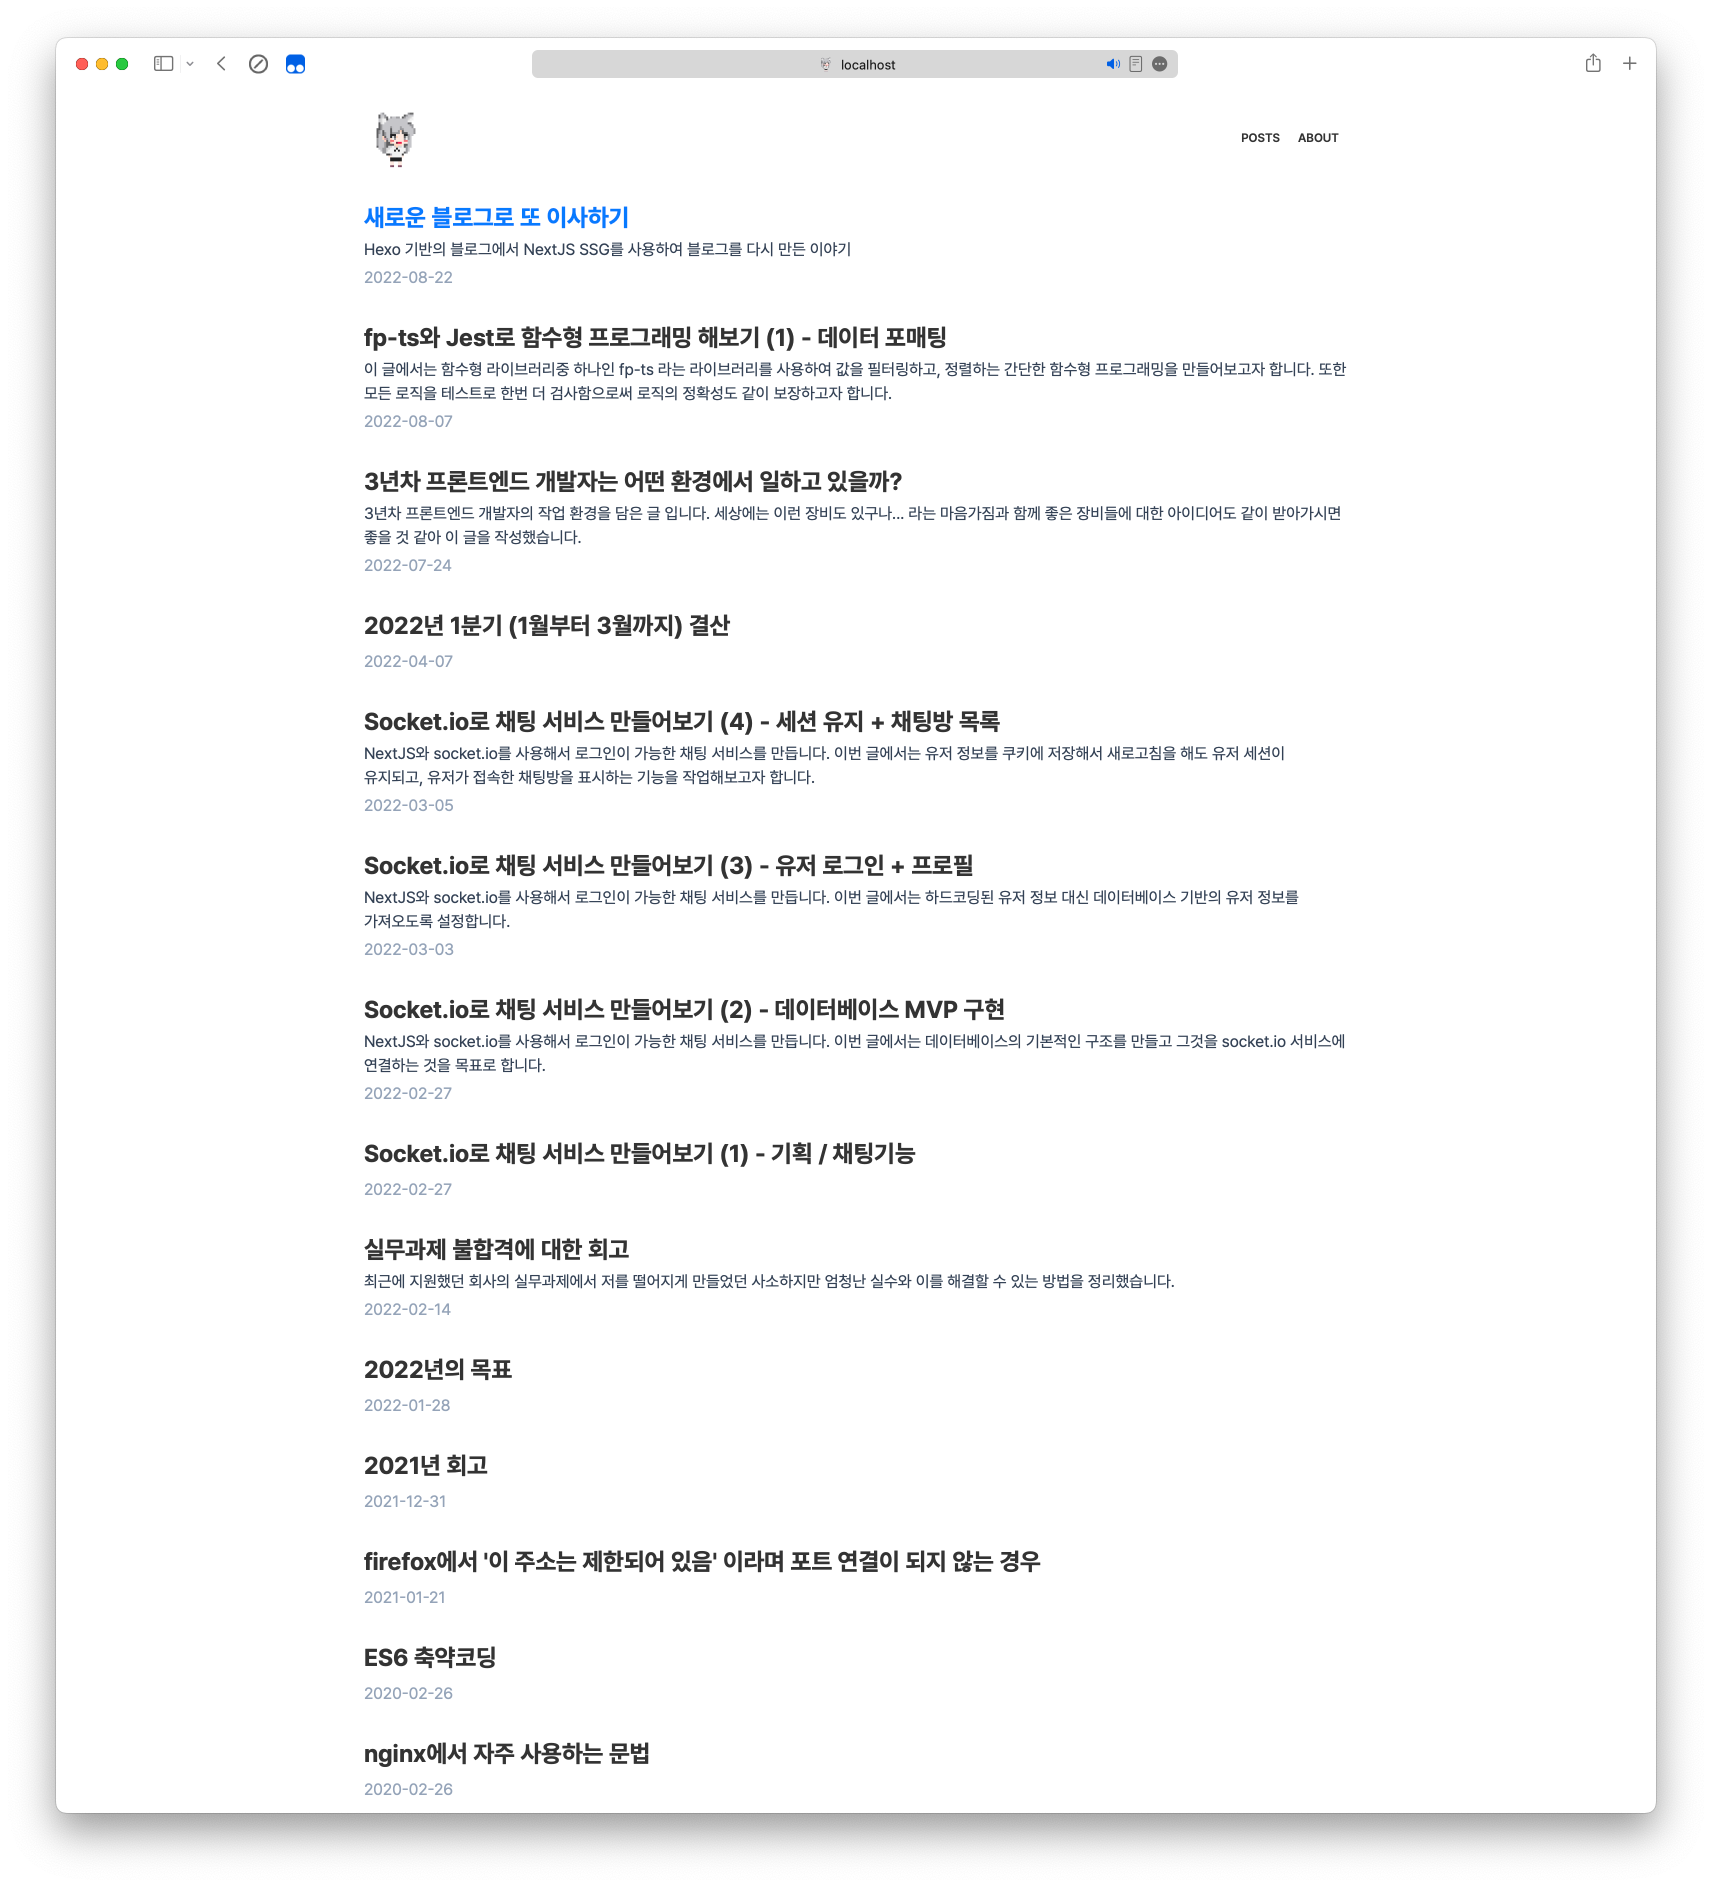 localhost
POSTS ABOUT
새로운 블로그로 또 이사하기
Hexo 기반의 블로그에서 NextJS SSG를 사용하여 블로그를 다시 만든 이야기
2022-08-22
fp-ts와 Jest로 함수형 프로그래밍 해보기 (1) - 데이터 포매팅
이 글에서는 함수형 라이브러리중 하나인 fp-ts 라는 라이브러리를 사용하여 값을 필터링하고, 정렬하는 간단한 함수형 프로그래밍을 만들어보고자 합니다. 또한
모든 로직을 테스트로 한번 더 검사함으로써 로직의 정확성도 같이 보장하고자 합니다.
2022-08-07
3년차 프론트엔드 개발자는 어떤 환경에서 일하고 있을까?
3년차 프론트엔드 개발자의 작업 환경을 담은 글 입니다. 세상에는 이런 장비도 있구나... 라는 마음가짐과 함께 좋은 장비들에 대한 아이디어도 같이 받아가시면
좋을 것 같아 이 글을 작성했습니다.
2022-07-24
2022년 1분기 (1월부터 3월까지) 결산
2022-04-07
Socket.io로 채팅 서비스 만들어보기 (4) - 세션 유지 + 채팅방 목록
NextJS와 socket.io를 사용해서 로그인이 가능한 채팅 서비스를 만듭니다. 이번 글에서는 유저 정보를 쿠키에 저장해서 새로고침을 해도 유저 세션이
유지되고, 유저가 접속한 채팅방을 표시하는 기능을 작업해보고자 합니다.
2022-03-05
Socket.io로 채팅 서비스 만들어보기 (3) - 유저 로그인 + 프로필
NextJS와 socket.io를 사용해서 로그인이 가능한 채팅 서비스를 만듭니다. 이번 글에서는 하드코딩된 유저 정보 대신 데이터베이스 기반의 유저 정보를
가져오도록 설정합니다.
2022-03-03
Socket.io로 채팅 서비스 만들어보기 (2) - 데이터베이스 MVP 구현
NextJS와 socket.io를 사용해서 로그인이 가능한 채팅 서비스를 만듭니다. 이번 글에서는 데이터베이스의 기본적인 구조를 만들고 그것을 socket.io 서비스에
연결하는 것을 목표로 합니다.
2022-02-27
Socket.io로 채팅 서비스 만들어보기 (1) - 기획 / 채팅기능
2022-02-27
실무과제 불합격에 대한 회고
최근에 지원했던 회사의 실무과제에서 저를 떨어지게 만들었던 사소하지만 엄청난 실수와 이를 해결할 수 있는 방법을 정리했습니다.
2022-02-14
2022년의 목표
2022-01-28
2021년 회고
2021-12-31
firefox에서 '이 주소는 제한되어 있음' 이라며 포트 연결이 되지 않는 경우
2021-01-21
ES6 축약코딩
2020-02-26
nginx에서 자주 사용하는 문법
2020-02-26